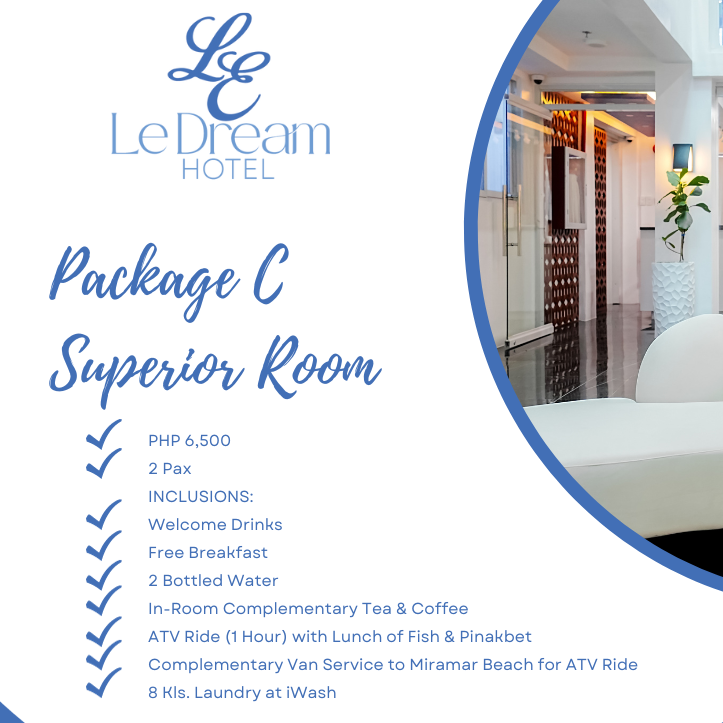 LE
Le Dream
HOTEL
Package C
Superior Room
PHP 6,500
2 Pax
INCLUSIONS:
Welcome Drinks
Free Breakfast
2 Bottled Water
In-Room Complementary Tea & Coffee
ATV Ride (1 Hour) with Lunch of Fish & Pinakbet
Complementary Van Service to Miramar Beach for ATV Ride
8 Kls. Laundry at iWash